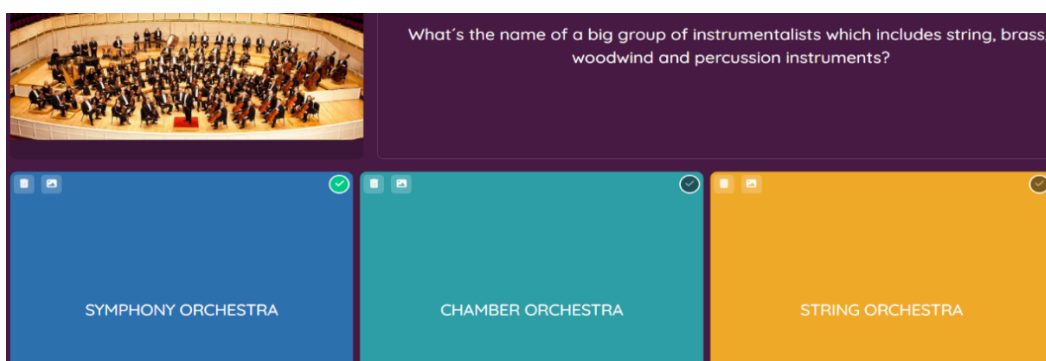 What´s the name of a big group of instrumentalists which includes string, brass,
woodwind and percussion instruments?
SYMPHONY ORCHESTRA
CHAMBER ORCHESTRA
STRING ORCHESTRA